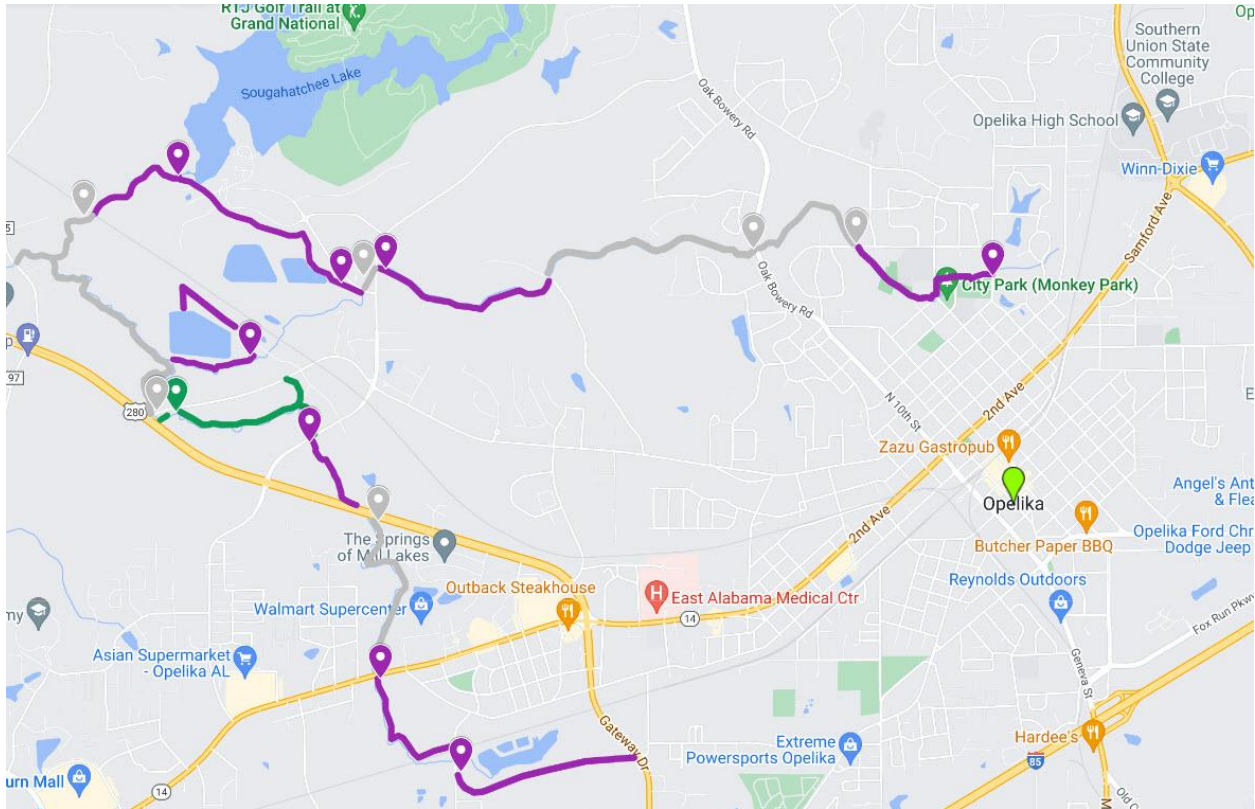 RTJ Golf Trail at
Grand National
Op
Southern
Union State
Community
College
Sougahatchee Lake
Oak Bowery Rd
Opelika High School
Winn-Dixie
Samford Ave
5
City Park (Monkey Park)
Oak Bowery Rd
p
97
280
2nd Ave
E
N 10th St
Zazu Gastropub
Opelika
Angel's Ant
& Flea
The Springs
of Mill Lakes
2nd Ave
Butcher Paper BBQ
Opelika Ford Chr
Dodge Jeep
Outback Steakhouse
Reynolds Outdoors
Walmart Supercenter
East Alabama Medical Ctr
14
my
Fox Run Pkwy
Asian Supermarket
- Opelika AL
Geneva St
Gateway Dr
Extreme
Powersports Opelika
Hardee's
85
urn Mall
14
Old C
M